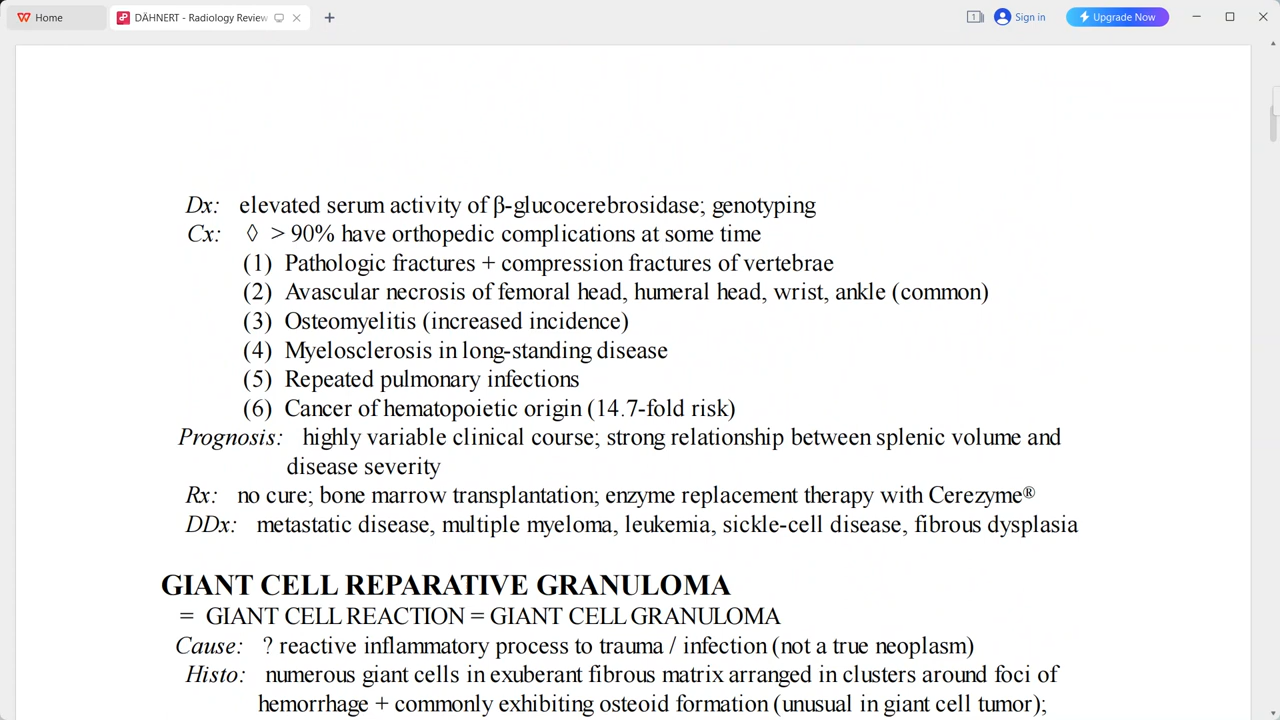 Home
DÄHNERT - Radiology Review
1
Sign in
Upgrade Now
Dx: elevated serum activity of β-glucocerebrosidase; genotyping
Cx: ◊ > 90% have orthopedic complications at some time
(1) Pathologic fractures + compression fractures of vertebrae
(2) Avascular necrosis of femoral head, humeral head, wrist, ankle (common)
(3) Osteomyelitis (increased incidence)
(4) Myelosclerosis in long-standing disease
(5) Repeated pulmonary infections
(6) Cancer of hematopoietic origin (14.7-fold risk)
Prognosis: highly variable clinical course; strong relationship between splenic volume and
disease severity
Rx: no cure; bone marrow transplantation; enzyme replacement therapy with Cerezyme®
DDx: metastatic disease, multiple myeloma, leukemia, sickle-cell disease, fibrous dysplasia
GIANT CELL REPARATIVE GRANULOMA
= GIANT CELL REACTION = GIANT CELL GRANULOMA
Cause: ? reactive inflammatory process to trauma / infection (not a true neoplasm)
Histo: numerous giant cells in exuberant fibrous matrix arranged in clusters around foci of
hemorrhage + commonly exhibiting osteoid formation (unusual in giant cell tumor);